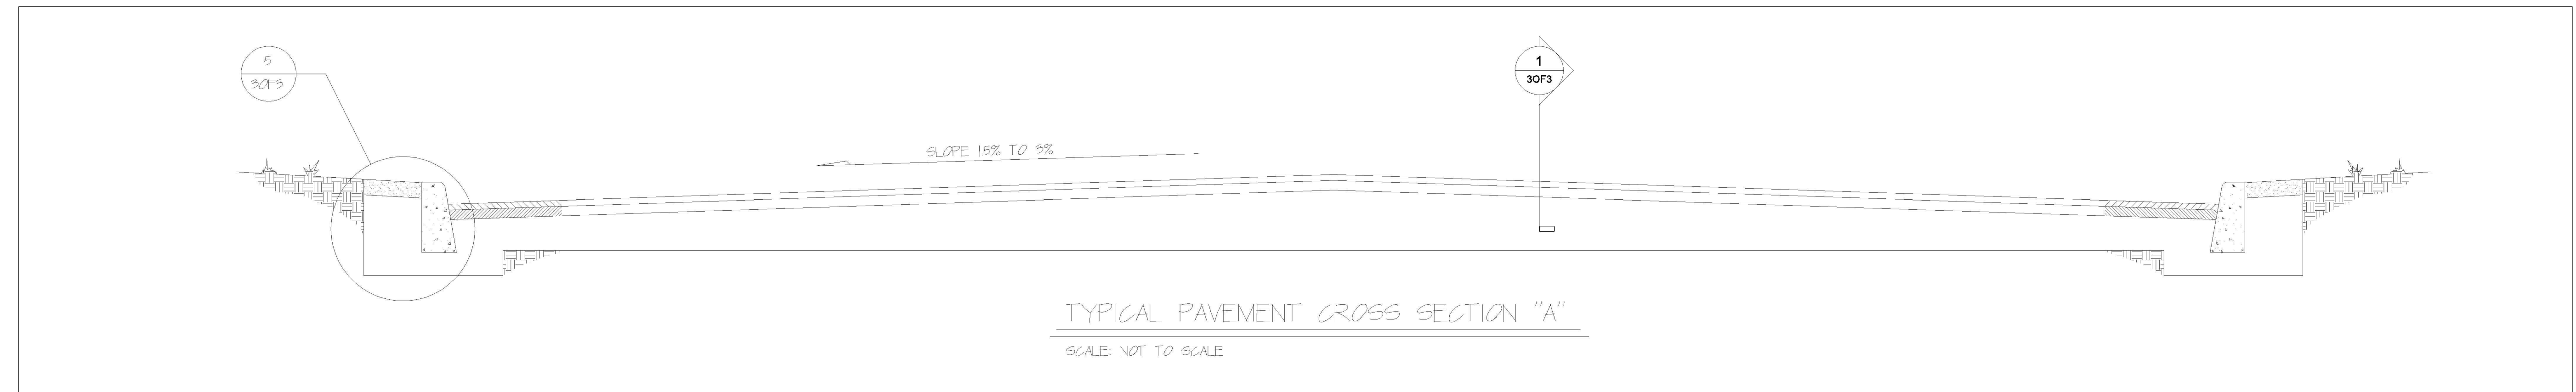 5
3OF3
1
3OF3
SLOPE 1.5% TO 3%
TYPICAL PAVEMENT CROSS SECTION "A"
SCALE: NOT TO SCALE